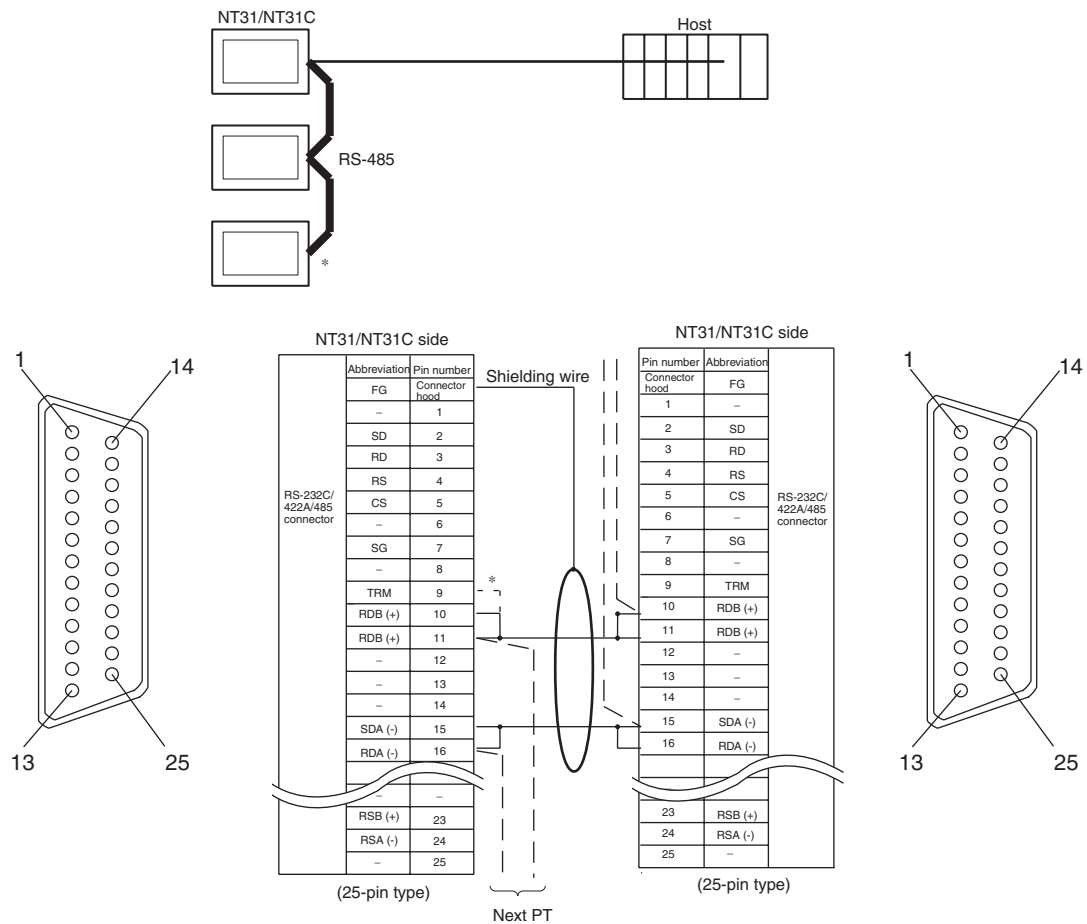 NT31/NT31C
Host
RS-485
*
NT31/NT31C side
1
14
13
25
RS-232C/
422A/485
connector
Abbreviation Pin number
FG Connector hood
– 1
SD 2
RD 3
RS 4
CS 5
– 6
SG 7
– 8
TRM 9
RDB (+) 10
RDB (+) 11
– 12
– 13
– 14
SDA (-) 15
RDA (-) 16
– –
RSB (+) 23
RSA (-) 24
– 25
(25-pin type)
Shielding wire
*
Next PT
NT31/NT31C side
Pin number Abbreviation
Connector hood FG
1 –
2 SD
3 RD
4 RS
5 CS
6 –
7 SG
8 –
9 TRM
10 RDB (+)
11 RDB (+)
12 –
13 –
14 –
15 SDA (-)
16 RDA (-)
23 RSB (+)
24 RSA (-)
25 –
RS-232C/
422A/485
connector
(25-pin type)
1
14
13
25